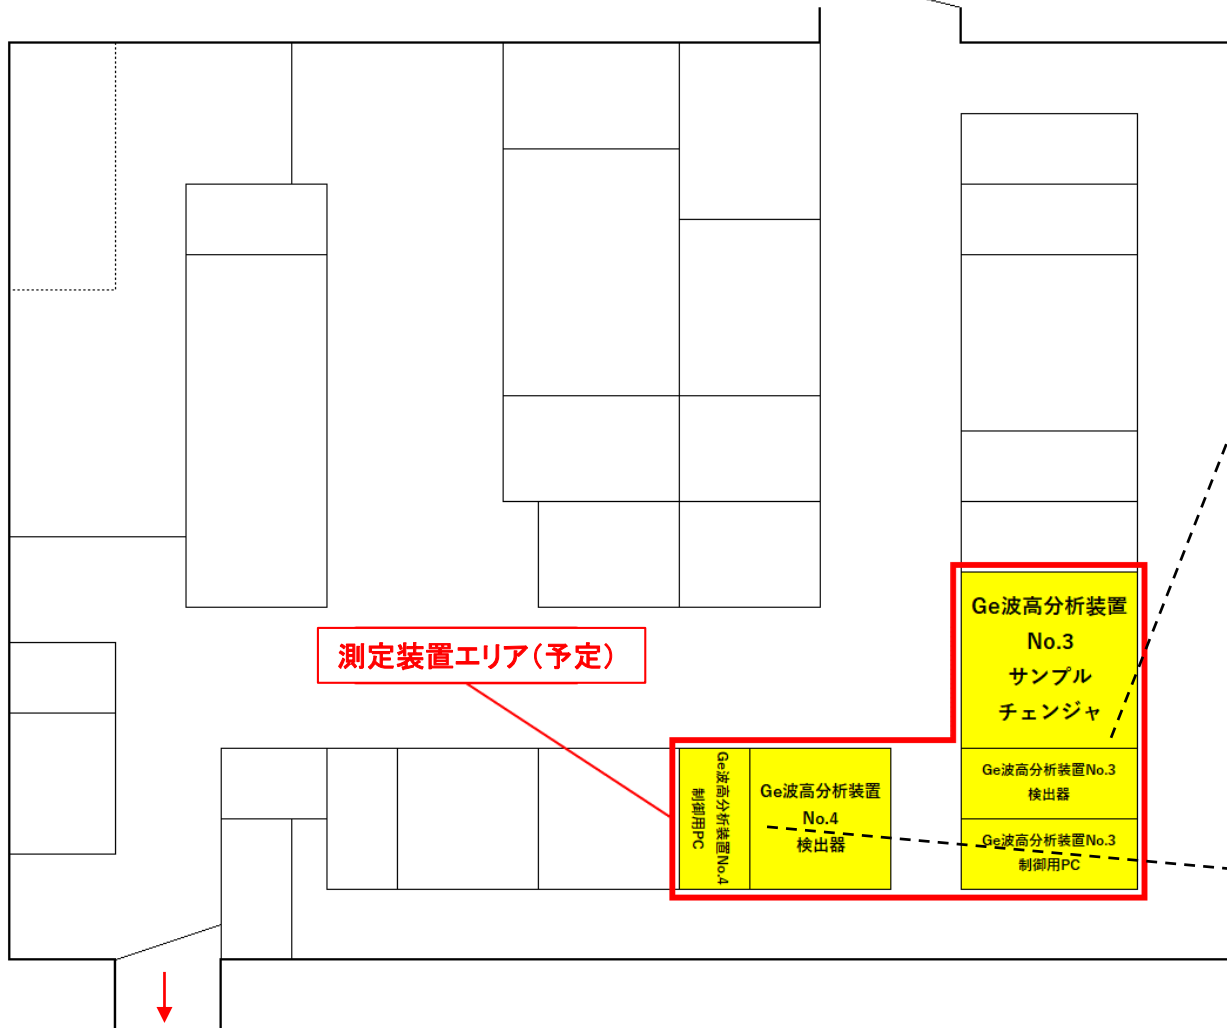 Ge波高分析装置
No.3
サンプル
チェンジャ
測定装置エリア(予定)
Ge波高分析装置No.4
制御用PC
Ge波高分析装置
No.4
検出器
Ge波高分析装置No.3
検出器
Ge波高分析装置No.3
制御用PC